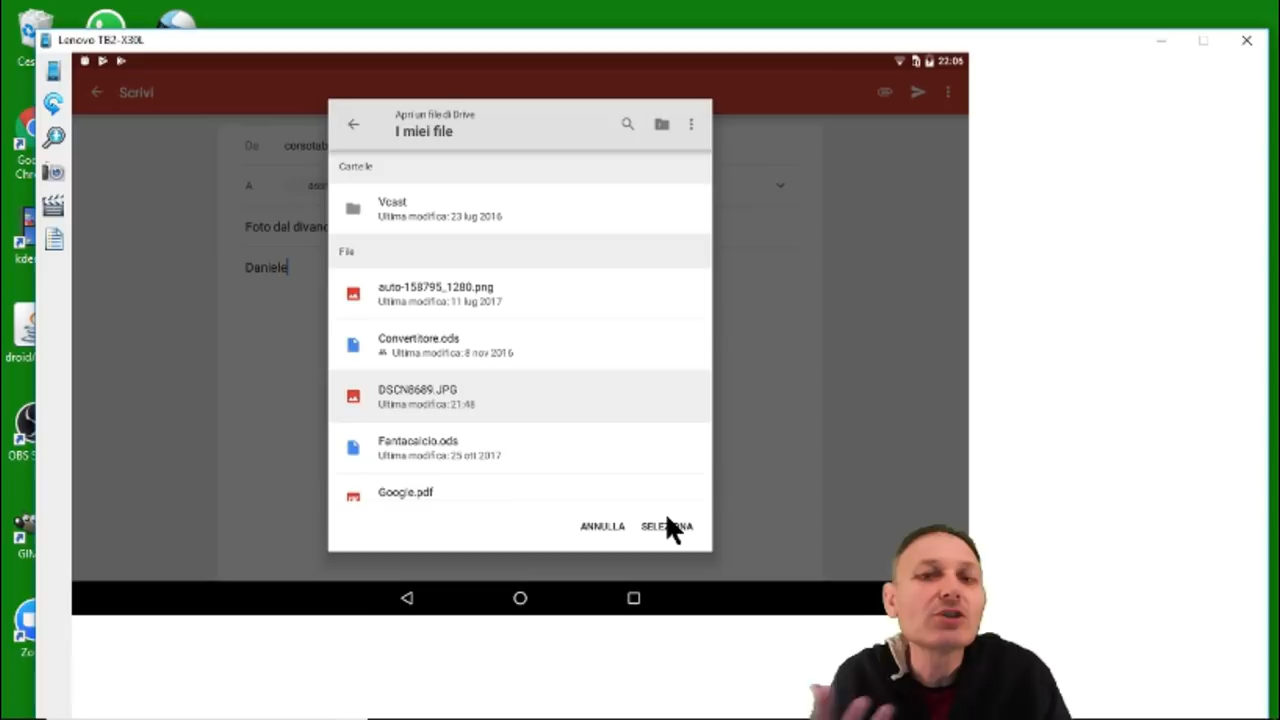 Lenovo TB2-X30L
22:06
Scrivi
Apri un file di Drive
I miei file
Da
A
Cartelle
Vcast
Ultima modifica: 23 lug 2016
Foto dal divano
File
Daniele
auto-158795_1280.png
Ultima modifica: 11 lug 2017
Convertitore.ods
Ultima modifica: 8 nov 2016
DSCN8689.JPG
Ultima modifica: 21:48
Fantacalcio.ods
Ultima modifica: 25 ott 2017
Google.pdf
ANNULLA SELEZIONA